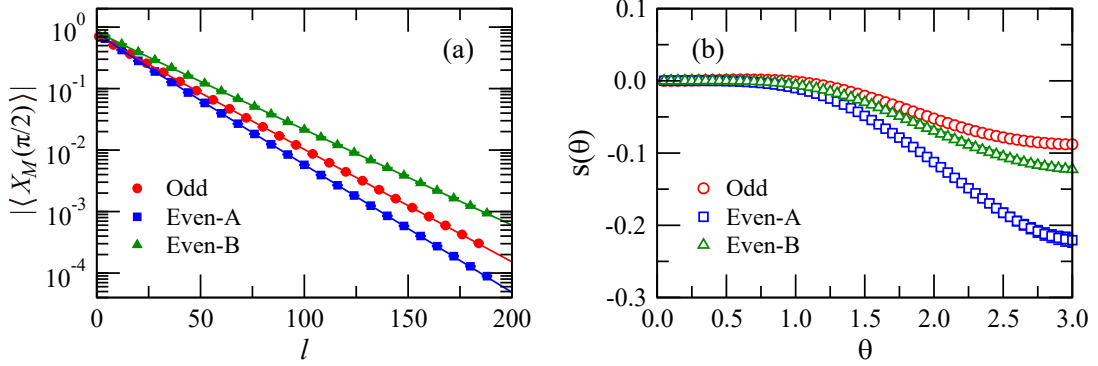 (a)
|⟨X_M(π/2)⟩|
10^0
10^-1
10^-2
10^-3
10^-4
Odd
Even-A
Even-B
0 50 100 150 200
l
(b)
s(θ)
0.1
0.0
-0.1
-0.2
-0.3
Odd
Even-A
Even-B
0.0 0.5 1.0 1.5 2.0 2.5 3.0
θ